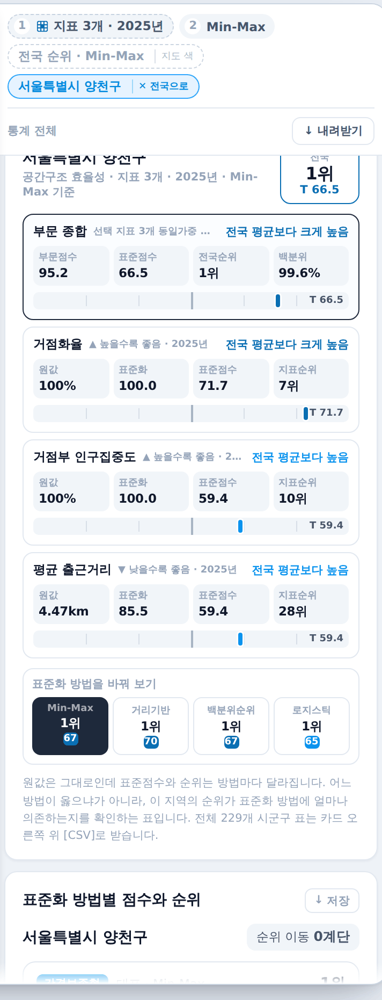 1 지표 3개 · 2025년 2 Min-Max
전국 순위 · Min-Max 지도 색
서울특별시 양천구 × 전국으로
통계 전체 ↓ 내려받기
서울특별시 양천구 전국
1위
공간구조 효율성 · 지표 3개 · 2025년 · Min-
Max 기준
T 66.5
부문 종합 선택 지표 3개 동일가중 ... 전국 평균보다 크게 높음
부문점수 표준점수 전국순위 백분위
95.2 66.5 1위 99.6%
T 66.5
거점화율 ▲ 높을수록 좋음 · 2025년 전국 평균보다 크게 높음
원값 표준화 표준점수 지표순위
100% 100.0 71.7 7위
T 71.7
거점부 인구집중도 ▲ 높을수록 좋음 · 2... 전국 평균보다 높음
원값 표준화 표준점수 지표순위
100% 100.0 59.4 10위
T 59.4
평균 출근거리 ▼ 낮을수록 좋음 · 2025년 전국 평균보다 높음
원값 표준화 표준점수 지표순위
4.47km 85.5 59.4 28위
T 59.4
표준화 방법을 바꿔 보기
Min-Max 거리기반 백분위순위 로지스틱
1위 1위 1위 1위
67 70 67 65
원값은 그대로인데 표준점수와 순위는 방법마다 달라집니다. 어느
방법이 옳으냐가 아니라, 이 지역의 순위가 표준화 방법에 얼마나
의존하는지를 확인하는 표입니다. 전체 229개 시군구 표는 카드 오
른쪽 위 [CSV]로 받습니다.
표준화 방법별 점수와 순위 ↓ 저장
서울특별시 양천구 순위 이동 0계단
Min-Max 1위